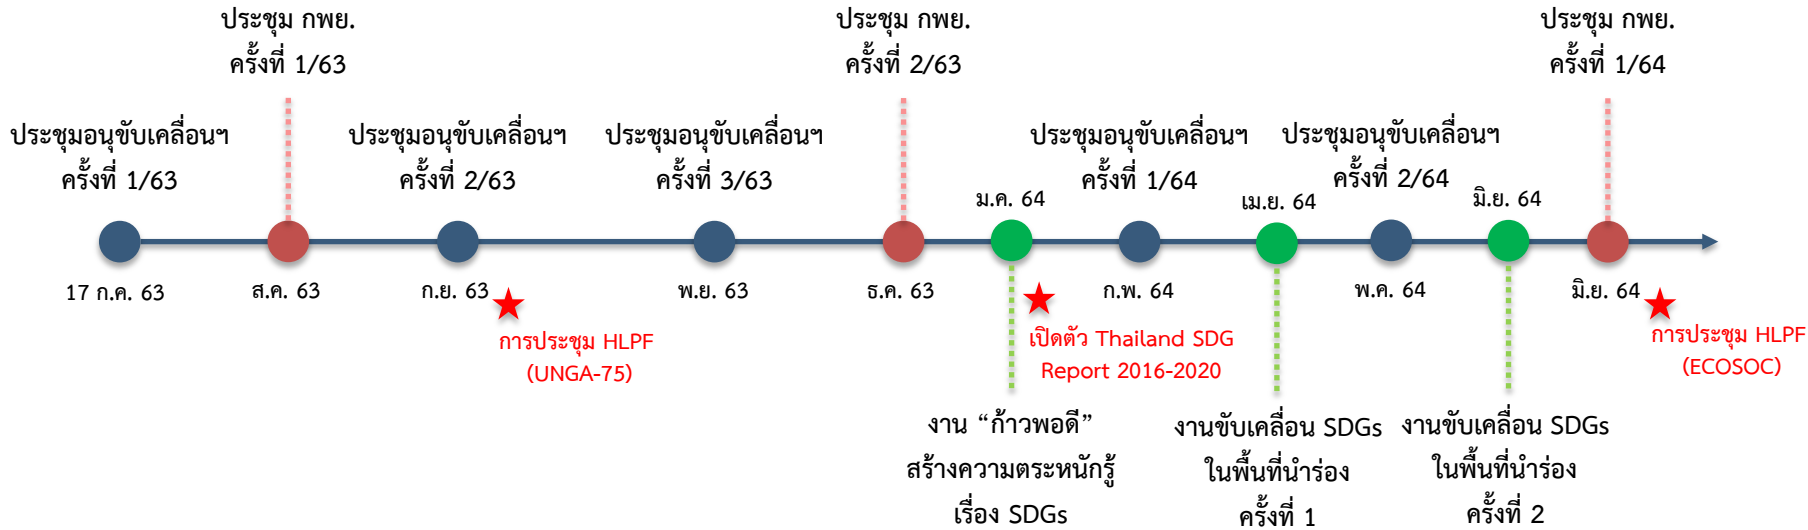 ประชุม กพย.
ครั้งที่ 1/63
ประชุม กพย.
ครั้งที่ 2/63
ประชุม กพย.
ครั้งที่ 1/64
ประชุมอนุขับเคลื่อนฯ
ครั้งที่ 1/63
ประชุมอนุขับเคลื่อนฯ
ครั้งที่ 2/63
ประชุมอนุขับเคลื่อนฯ
ครั้งที่ 3/63
ประชุมอนุขับเคลื่อนฯ
ครั้งที่ 1/64
ประชุมอนุขับเคลื่อนฯ
ครั้งที่ 2/64
ม.ค. 64
เม.ย. 64
มิ.ย. 64
17 ก.ค. 63
ส.ค. 63
ก.ย. 63
พ.ย. 63
ธ.ค. 63
ก.พ. 64
พ.ค. 64
มิ.ย. 64
การประชุม HLPF
(UNGA-75)
เปิดตัว Thailand SDG
Report 2016-2020
การประชุม HLPF
(ECOSOC)
งาน “ก้าวพอดี”
สร้างความตระหนักรู้
เรื่อง SDGs
งานขับเคลื่อน SDGs
ในพื้นที่นำร่อง
ครั้งที่ 1
งานขับเคลื่อน SDGs
ในพื้นที่นำร่อง
ครั้งที่ 2